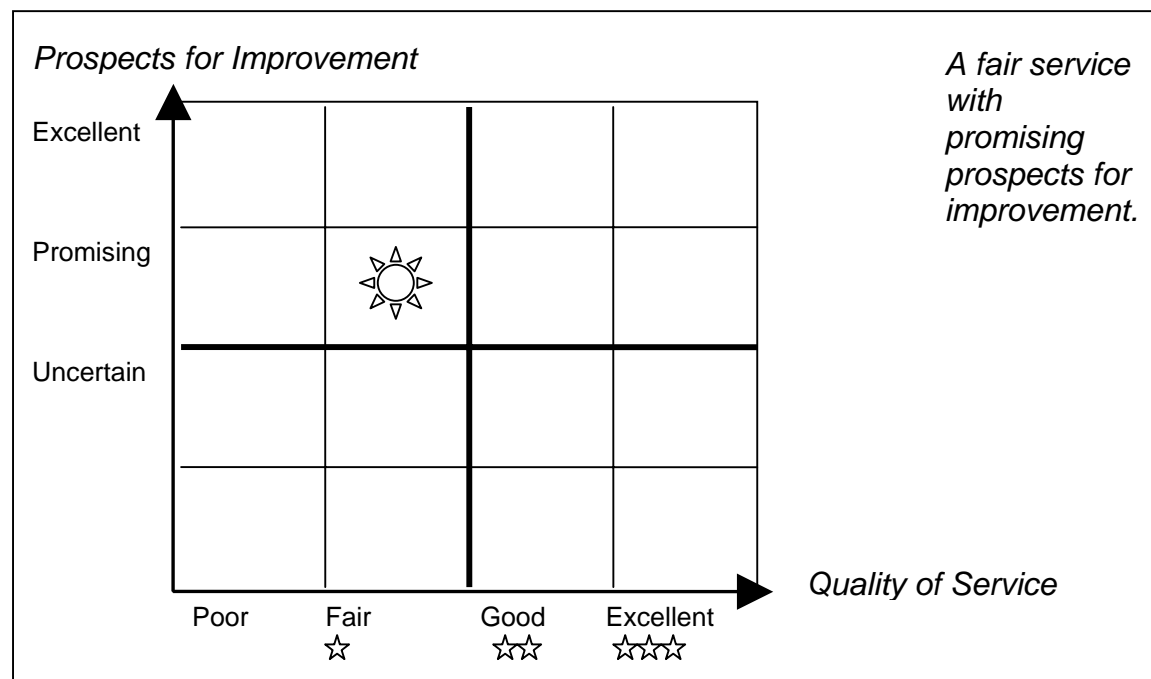 Prospects for Improvement
A fair service
with
promising
prospects for
improvement.
Excellent
Promising
Uncertain
Quality of Service
Poor Fair Good Excellent